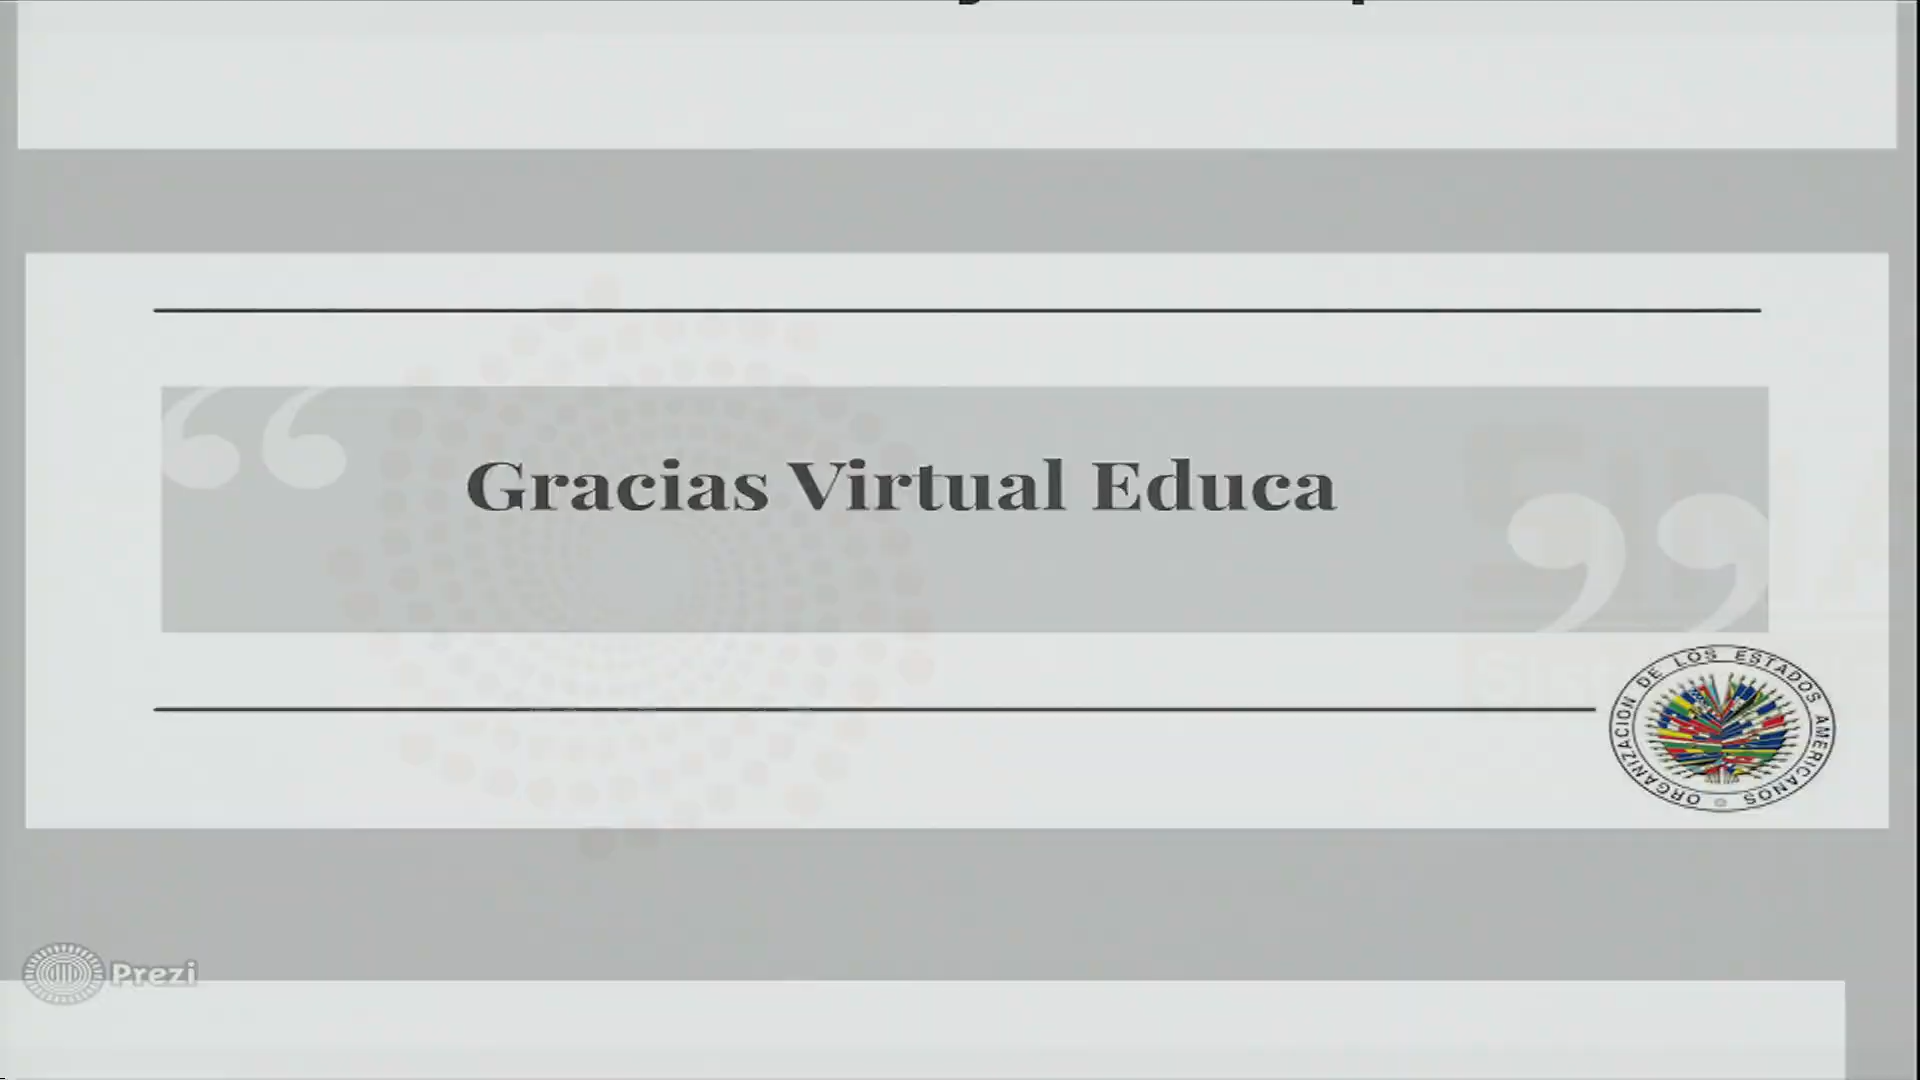 Gracias Virtual Educa
ORGANIZACION DE LOS ESTADOS AMERICANOS
Prezi